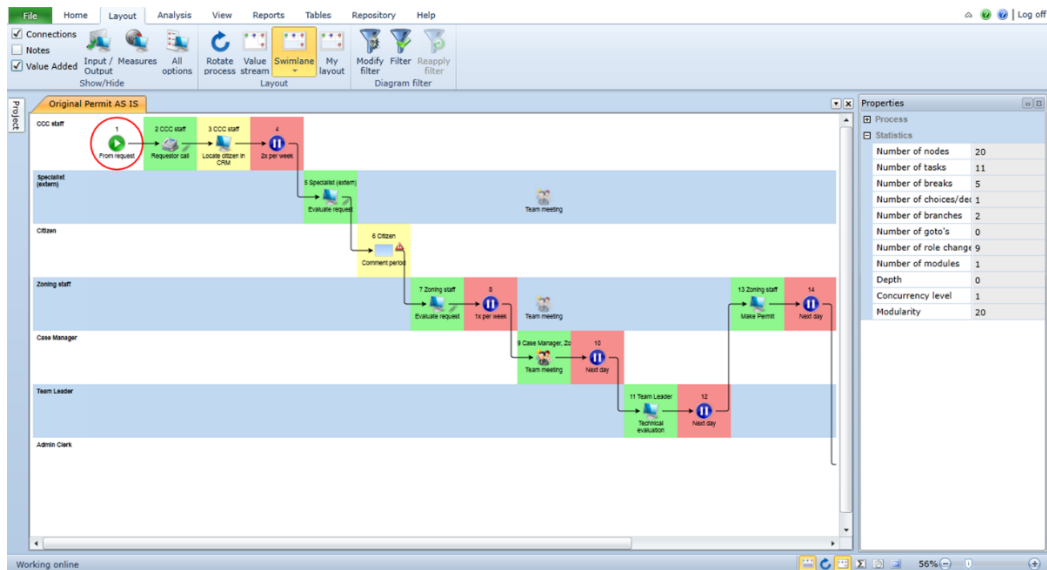 File Home Layout Analysis View Reports Tables Repository Help Log off
Connections
Notes
Value Added
Input / Output
Measures
All options
Show/Hide
Rotate process
Value stream
Swimlane
My layout
Layout
Modify filter
Filter
Reapply filter
Diagram filter
Project
Original Permit AS IS
CCC staff
1
From request
2 CCC staff
Requestor call
3 CCC staff
Locate citizen in
CRM
4
2x per week
Specialist
(extern)
5 Specialist (extern)
Evaluate request
Team meeting
Citizen
6 Citizen
Comment period
Zoning staff
7 Zoning staff
Evaluate request
8
1x per week
Team meeting
13 Zoning staff
Make Permit
14
Next day
Case Manager
9 Case Manager, Zo
Team meeting
10
Next day
Team Leader
11 Team Leader
Technical
evaluation
12
Next day
Admin Clerk
Properties
Process
Statistics
Number of nodes 20
Number of tasks 11
Number of breaks 5
Number of choices/dec 1
Number of branches 2
Number of goto's 0
Number of role change 9
Number of modules 1
Depth 0
Concurrency level 1
Modularity 20
Working online
56%